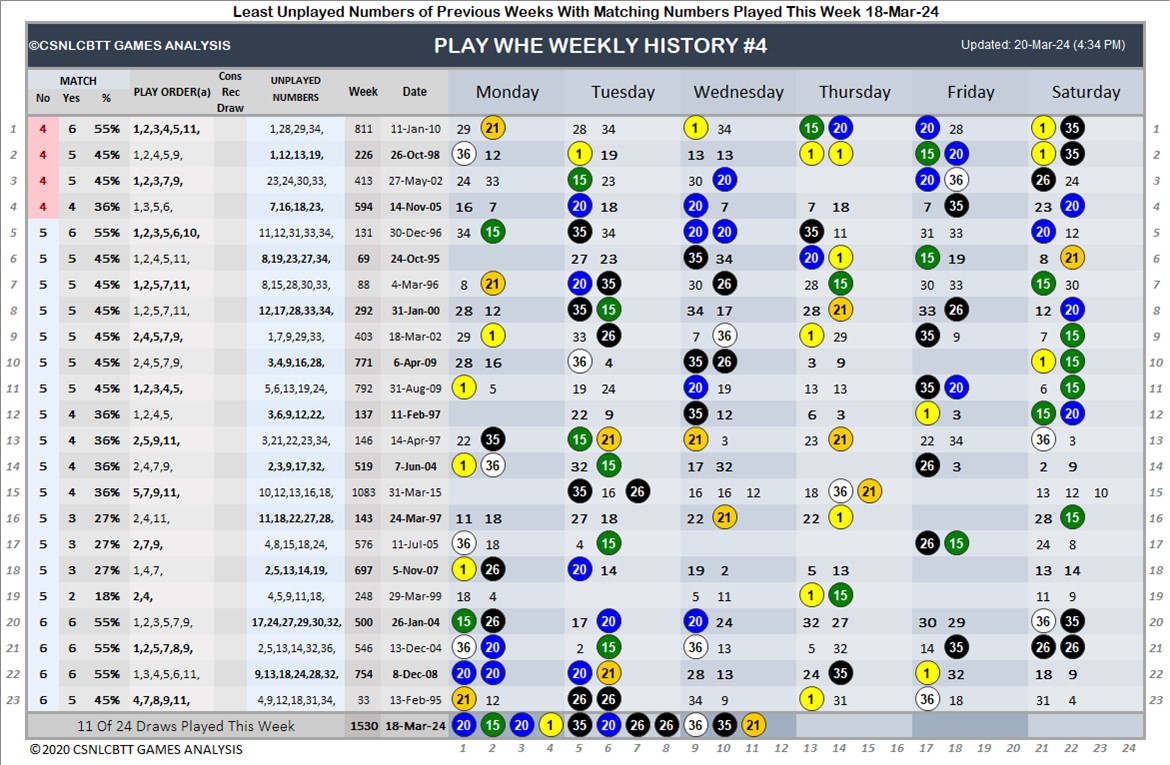 Least Unplayed Numbers of Previous Weeks With Matching Numbers Played This Week 18-Mar-24
©CSNLCBTT GAMES ANALYSIS PLAY WHE WEEKLY HISTORY #4 Updated: 20-Mar-24 (4:34 PM)
MATCH
No Yes %
PLAY ORDER(a)
Cons
Rec
Draw
UNPLAYED
NUMBERS
Week Date Monday Tuesday Wednesday Thursday Friday Saturday
1 4 6 55% 1,2,3,4,5,11, 1,28,29,34, 811 11-Jan-10 29 21 28 34 1 34 15 20 20 28 1 35 1
2 4 5 45% 1,2,4,5,9, 1,12,13,19, 226 26-Oct-98 36 12 1 19 13 13 1 1 15 20 1 35 2
3 4 5 45% 1,2,3,7,9, 23,24,30,33, 413 27-May-02 24 33 15 23 30 20 20 36 26 24 3
4 4 4 36% 1,3,5,6, 7,16,18,23, 594 14-Nov-05 16 7 20 18 20 7 7 18 7 35 23 20 4
5 5 6 55% 1,2,3,5,6,10, 11,12,31,33,34, 131 30-Dec-96 34 15 35 34 20 20 35 11 31 33 20 12 5
6 5 5 45% 1,2,4,5,11, 8,19,23,27,34, 69 24-Oct-95 27 23 35 34 20 1 15 19 8 21 6
7 5 5 45% 1,2,5,7,11, 8,15,28,30,33, 88 4-Mar-96 8 21 20 35 30 26 28 15 30 33 15 30 7
8 5 5 45% 1,2,5,7,11, 12,17,28,33,34, 292 31-Jan-00 28 12 35 15 34 17 28 21 33 26 12 20 8
9 5 5 45% 2,4,5,7,9, 1,7,9,29,33, 403 18-Mar-02 29 1 33 26 7 36 1 29 35 9 7 15 9
10 5 5 45% 2,4,5,7,9, 3,4,9,16,28, 771 6-Apr-09 28 16 36 4 35 26 3 9 1 15 10
11 5 5 45% 1,2,3,4,5, 5,6,13,19,24, 792 31-Aug-09 1 5 19 24 20 19 13 13 35 20 6 15 11
12 5 4 36% 1,2,4,5, 3,6,9,12,22, 137 11-Feb-97 22 9 35 12 6 3 1 3 15 20 12
13 5 4 36% 2,5,9,11, 3,21,22,23,34, 146 14-Apr-97 22 35 15 21 21 3 23 21 22 34 36 3 13
14 5 4 36% 2,4,7,9, 2,3,9,17,32, 519 7-Jun-04 1 36 32 15 17 32 26 3 2 9 14
15 5 4 36% 5,7,9,11, 10,12,13,16,18, 1083 31-Mar-15 35 16 26 16 16 12 18 36 21 13 12 10 15
16 5 3 27% 2,4,11, 11,18,22,27,28, 143 24-Mar-97 11 18 27 18 22 21 22 1 28 15 16
17 5 3 27% 2,7,9, 4,8,15,18,24, 576 11-Jul-05 36 18 4 15 26 15 24 8 17
18 5 3 27% 1,4,7, 2,5,13,14,19, 697 5-Nov-07 1 26 20 14 19 2 5 13 13 14 18
19 5 2 18% 2,4, 4,5,9,11,18, 248 29-Mar-99 18 4 5 11 1 15 11 9 19
20 6 6 55% 1,2,3,5,7,9, 17,24,27,29,30,32, 500 26-Jan-04 15 26 17 20 20 24 32 27 30 29 36 35 20
21 6 6 55% 1,2,5,7,8,9, 2,5,13,14,32,36, 546 13-Dec-04 36 20 2 15 36 13 5 32 14 35 26 26 21
22 6 6 55% 1,3,4,5,6,11, 9,13,18,24,28,32, 754 8-Dec-08 20 20 20 21 28 13 24 35 1 32 18 9 22
23 6 5 45% 4,7,8,9,11, 4,9,12,18,31,34, 33 13-Feb-95 21 12 26 26 34 9 1 31 36 18 31 4 23
11 Of 24 Draws Played This Week 1530 18-Mar-24 20 15 20 1 35 20 26 26 36 35 21
©2020 CSNLCBTT GAMES ANALYSIS 1 2 3 4 5 6 7 8 9 10 11 12 13 14 15 16 17 18 19 20 21 22 23 24